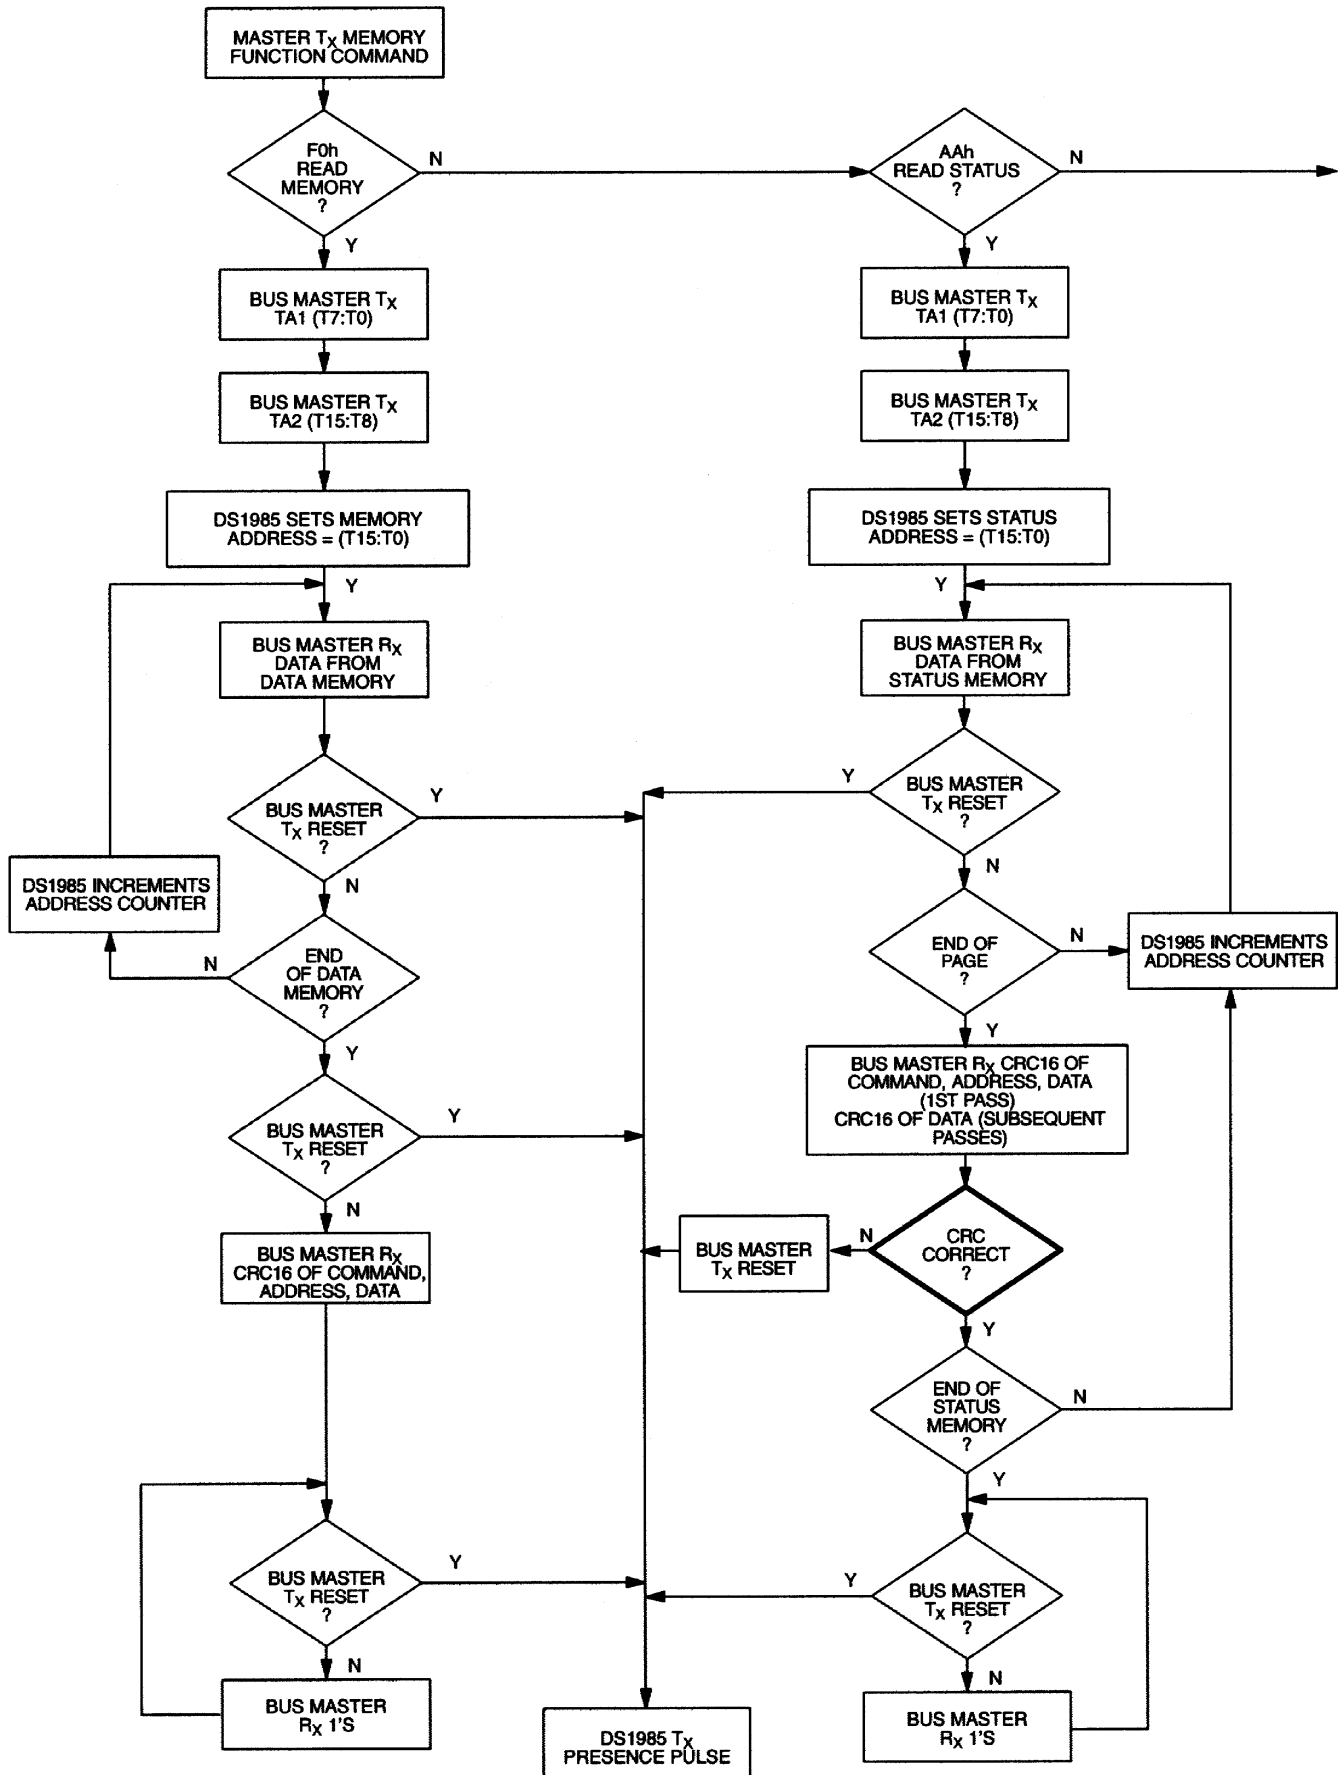 MASTER TX MEMORY
FUNCTION COMMAND
F0h
READ
MEMORY
?
N
Y
BUS MASTER TX
TA1 (T7:T0)
BUS MASTER TX
TA2 (T15:T8)
DS1985 SETS MEMORY
ADDRESS = (T15:T0)
Y
BUS MASTER RX
DATA FROM
DATA MEMORY
BUS MASTER
TX RESET
?
Y
N
DS1985 INCREMENTS
ADDRESS COUNTER
END
OF DATA
MEMORY
?
N
Y
BUS MASTER
TX RESET
?
Y
N
BUS MASTER RX
CRC16 OF COMMAND,
ADDRESS, DATA
BUS MASTER
TX RESET
?
Y
N
BUS MASTER
RX 1'S
AAh
READ STATUS
?
N
Y
BUS MASTER TX
TA1 (T7:T0)
BUS MASTER TX
TA2 (T15:T8)
DS1985 SETS STATUS
ADDRESS = (T15:T0)
Y
BUS MASTER RX
DATA FROM
STATUS MEMORY
BUS MASTER
TX RESET
?
Y
N
END OF
PAGE
?
N
DS1985 INCREMENTS
ADDRESS COUNTER
Y
BUS MASTER RX CRC16 OF
COMMAND, ADDRESS, DATA
(1ST PASS)
CRC16 OF DATA (SUBSEQUENT
PASSES)
CRC
CORRECT
?
N
BUS MASTER
TX RESET
Y
END OF
STATUS
MEMORY
?
N
Y
BUS MASTER
TX RESET
?
Y
N
BUS MASTER
RX 1'S
DS1985 TX
PRESENCE PULSE